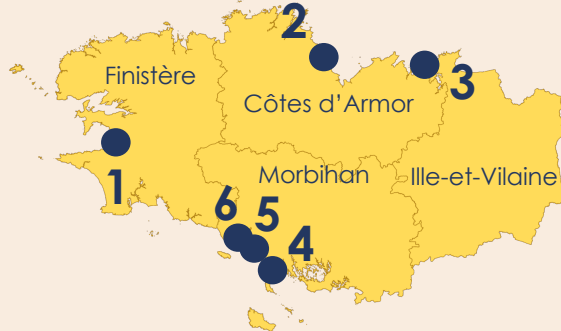 2
3
Finistère
Côtes d'Armor
1
Morbihan
Ille-et-Vilaine
6
5
4